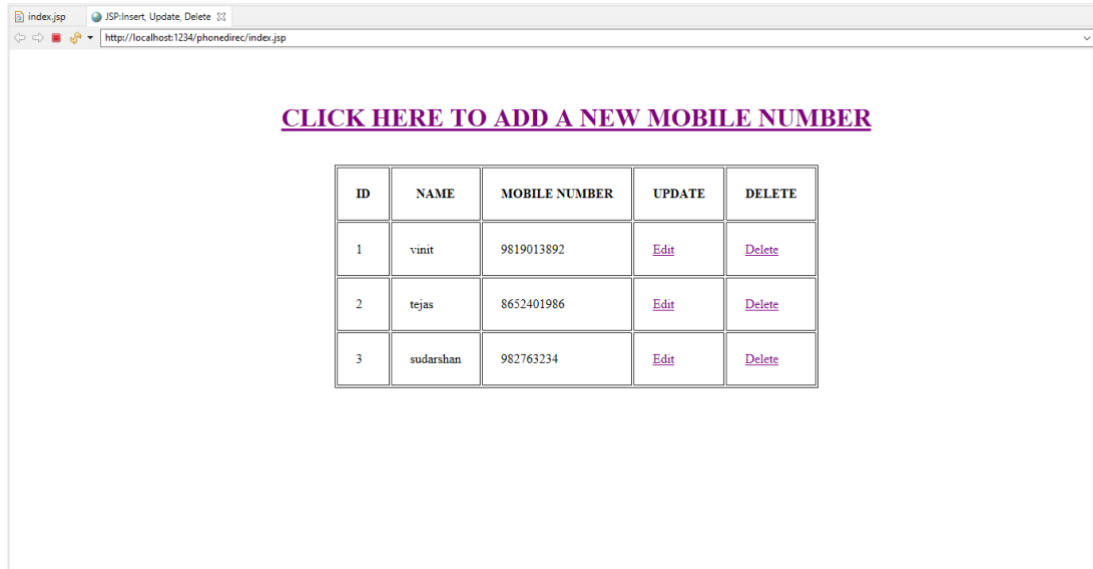 index.jsp JSP:Insert, Update, Delete
http://localhost:1234/phonedirec/index.jsp
CLICK HERE TO ADD A NEW MOBILE NUMBER
ID NAME MOBILE NUMBER UPDATE DELETE
1 vinit 9819013892 Edit Delete
2 tejas 8652401986 Edit Delete
3 sudarshan 982763234 Edit Delete